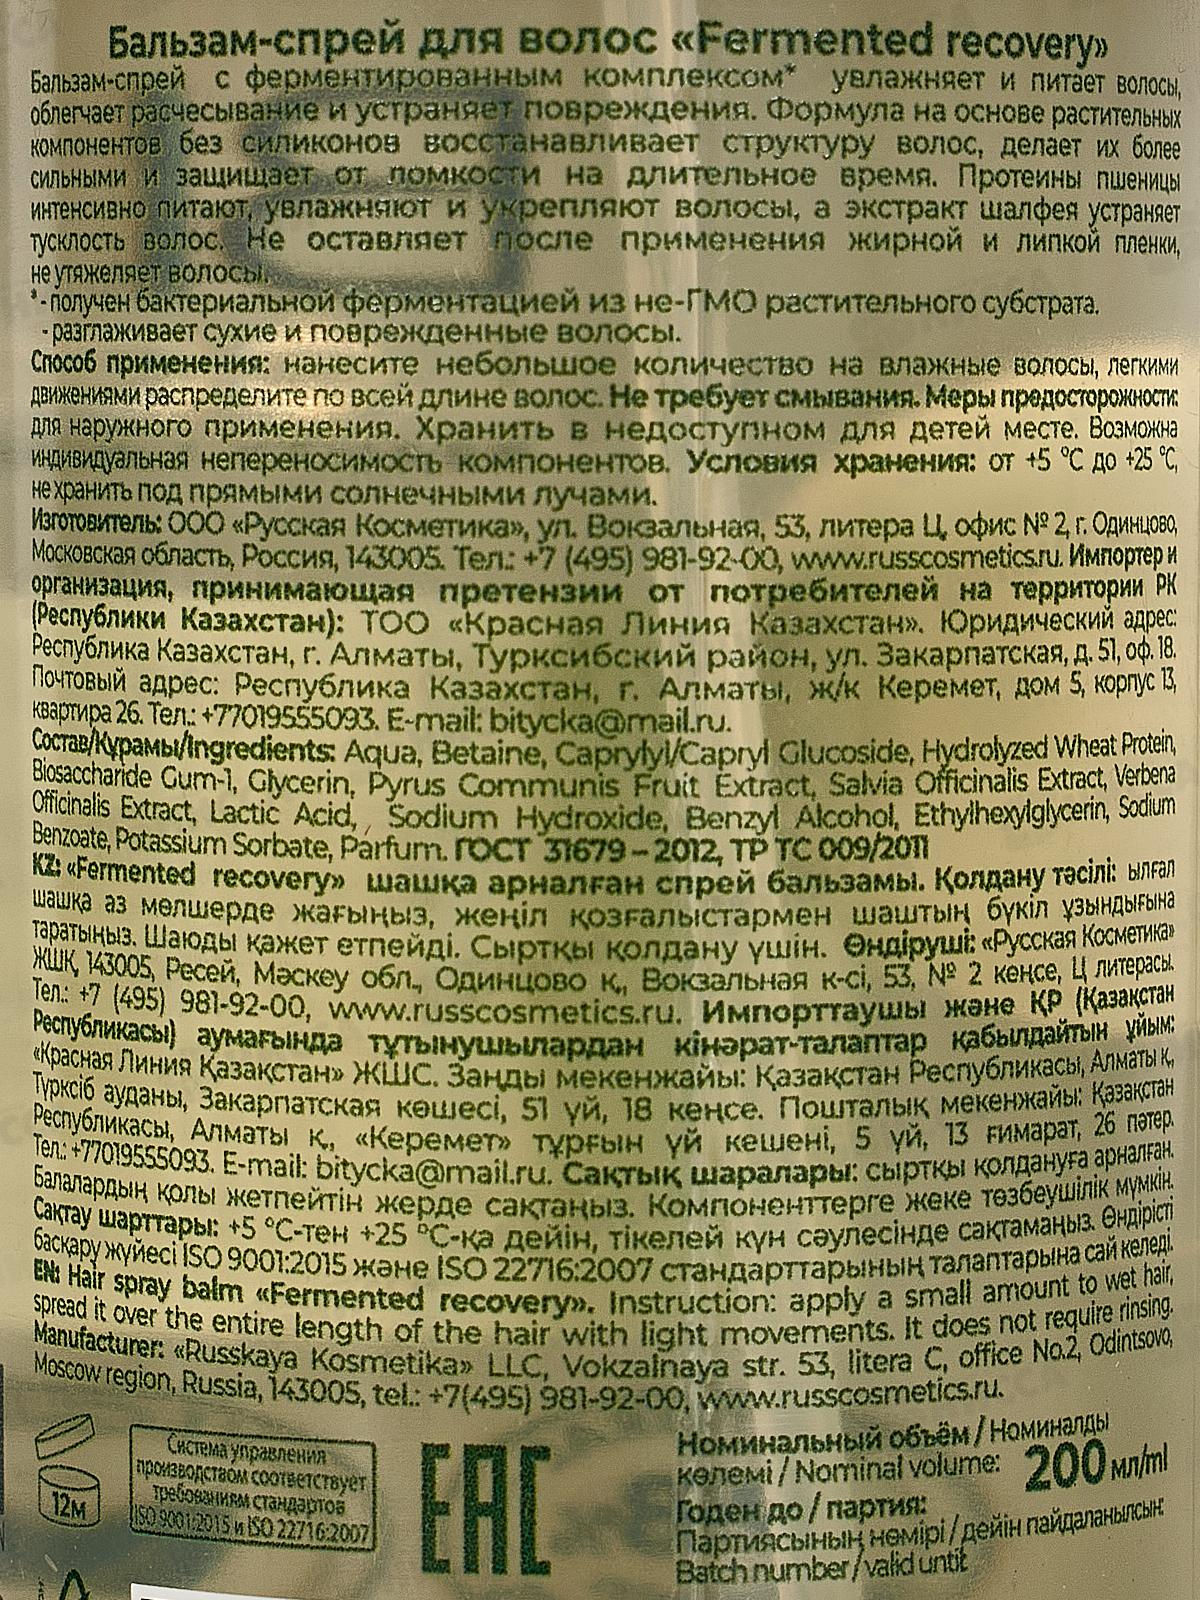 Бальзам-спрей для волос «Fermented recovery»
Бальзам-спрей с ферментированным комплексом* увлажняет и питает волосы,
облегчает расчесывание и устраняет повреждения. Формула на основе растительных
компонентов без силиконов восстанавливает структуру волос, делает их более
сильными и защищает от ломкости на длительное время. Протеины пшеницы
интенсивно питают, увлажняют и укрепляют волосы, а экстракт шалфея устраняет
тусклость волос. Не оставляет после применения жирной и липкой пленки,
не утяжеляет волосы.
*- получен бактериальной ферментацией из не-ГМО растительного субстрата.
- разглаживает сухие и поврежденные волосы.
Способ применения: нанесите небольшое количество на влажные волосы, легкими
движениями распределите по всей длине волос. Не требует смывания. Меры предосторожности:
для наружного применения. Хранить в недоступном для детей месте. Возможна
индивидуальная непереносимость компонентов. Условия хранения: от +5 °C до +25 °C,
не хранить под прямыми солнечными лучами.
Изготовитель: ООО «Русская Косметика», ул. Вокзальная, 53, литера Ц, офис № 2, г. Одинцово,
Московская область, Россия, 143005. Тел.: +7 (495) 981-92-00, www.russcosmetics.ru. Импортер и
организация, принимающая претензии от потребителей на территории РК
(Республики Казахстан): ТОО «Красная Линия Казахстан». Юридический адрес:
Республика Казахстан, г. Алматы, Турксибский район, ул. Закарпатская, д. 51, оф. 18.
Почтовый адрес: Республика Казахстан, г. Алматы, ж/к Керемет, дом 5, корпус 13,
квартира 26. Тел.: +77019555093. E-mail: bitycka@mail.ru.
Состав/Құрамы/Ingredients: Aqua, Betaine, Caprylyl/Capryl Glucoside, Hydrolyzed Wheat Protein,
Biosaccharide Gum-1, Glycerin, Pyrus Communis Fruit Extract, Salvia Officinalis Extract, Verbena
Officinalis Extract, Lactic Acid, Sodium Hydroxide, Benzyl Alcohol, Ethylhexylglycerin, Sodium
Benzoate, Potassium Sorbate, Parfum. ГОСТ 31679 – 2012, ТР ТС 009/2011
KZ: «Fermented recovery» шашқа арналған спрей бальзамы. Қолдану тәсілі: ылғал
шашқа аз мөлшерде жағыңыз, жеңіл қозғалыстармен шаштың бүкіл ұзындығына
таратыңыз. Шаюды қажет етпейді. Сыртқы қолдану үшін. Өндіруші: «Русская Косметика»
ЖШҚ, 143005, Ресей, Мәскеу обл., Одинцово қ., Вокзальная к-сі, 53, № 2 кеңсе, Ц литерасы.
Тел.: +7 (495) 981-92-00, www.russcosmetics.ru. Импорттаушы және ҚР (Қазақстан
Республикасы) аумағында тұтынушылардан кінәрат-талаптар қабылдайтын ұйым:
«Красная Линия Қазақстан» ЖШС. Заңды мекенжайы: Қазақстан Республикасы, Алматы қ.,
Түрксіб ауданы, Закарпатская көшесі, 51 үй, 18 кеңсе. Пошталық мекенжайы: Қазақстан
Республикасы, Алматы қ., «Керемет» тұрғын үй кешені, 5 үй, 13 ғимарат, 26 пәтер.
Тел.: +77019555093. E-mail: bitycka@mail.ru. Сақтық шаралары: сыртқы қолдануға арналған.
Балалардың қолы жетпейтін жерде сақтаңыз. Компоненттерге жеке төзбеушілік мүмкін.
Сақтау шарттары: +5 °C-тен +25 °C-қа дейін, тікелей күн сәулесінде сақтамаңыз. Өндірісті
басқару жүйесі ISO 9001:2015 және ISO 22716:2007 стандарттарының талаптарына сай келеді.
EN: Hair spray balm «Fermented recovery». Instruction: apply a small amount to wet hair,
spread it over the entire length of the hair with light movements. It does not require rinsing.
Manufacturer: «Russkaya Kosmetika» LLC, Vokzalnaya str. 53, litera C, office No.2, Odintsovo,
Moscow region, Russia, 143005, tel.: +7(495) 981-92-00, www.russcosmetics.ru.
12М
Система управления
производством соответствует
требованиям стандартов
ISO 9001:2015 и ISO 22716:2007
EAC
Номинальный объём / Номиналды
көлемі / Nominal volume: 200 мл/ml
Годен до / партия:
Партиясының нөмірі / дейін пайдаланылсын:
Batch number / valid until: